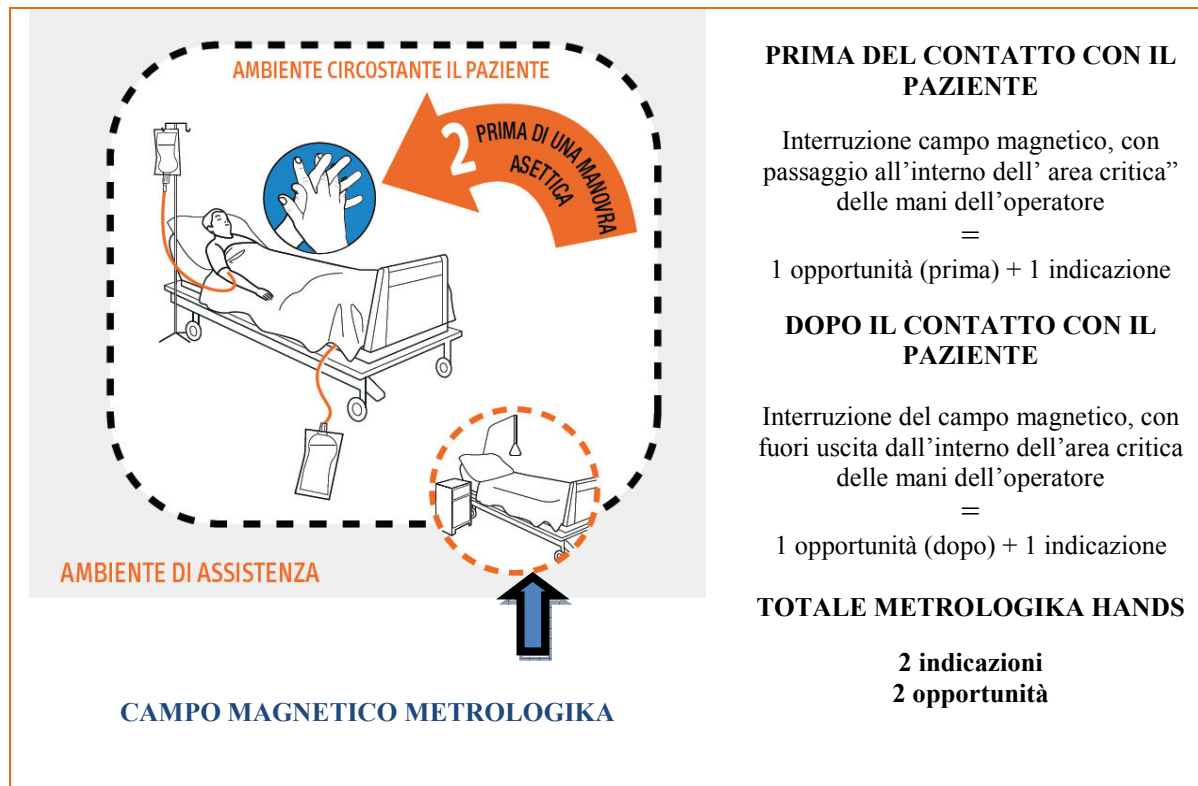 AMBIENTE CIRCOSTANTE IL PAZIENTE
2 PRIMA DI UNA MANOVRA
ASETTICA
AMBIENTE DI ASSISTENZA
CAMPO MAGNETICO METROLOGIKA
PRIMA DEL CONTATTO CON IL
PAZIENTE
Interruzione campo magnetico, con
passaggio all’interno dell’ area critica”
delle mani dell’operatore
=
1 opportunità (prima) + 1 indicazione
DOPO IL CONTATTO CON IL
PAZIENTE
Interruzione del campo magnetico, con
fuori uscita dall’interno dell’area critica
delle mani dell’operatore
=
1 opportunità (dopo) + 1 indicazione
TOTALE METROLOGIKA HANDS
2 indicazioni
2 opportunità